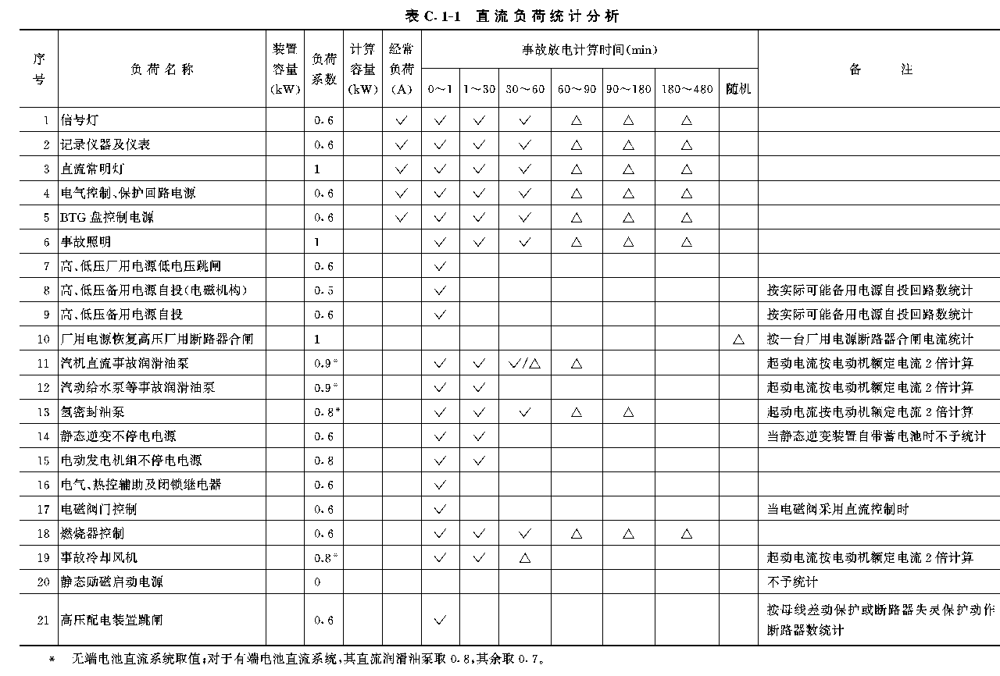 表 C.1-1 直流负荷统计分析
序号 负荷名称 装置容量(kW) 负荷系数 计算容量(kW) 经常负荷(A) 事故放电计算时间(min) 备注
0～1 1～30 30～60 60～90 90～180 180～480 随机
1 信号灯 0.6 √ √ √ √ △ △ △
2 记录仪器及仪表 0.6 √ √ √ √ △ △ △
3 直流常明灯 1 √ √ √ √ △ △ △
4 电气控制、保护回路电源 0.6 √ √ √ √ △ △ △
5 BTG 盘控制电源 0.6 √ √ √ √ △ △ △
6 事故照明 1 √ √ √ △ △ △
7 高、低压厂用电源低电压跳闸 0.6 √
8 高、低压备用电源自投(电磁机构) 0.5 √ 按实际可能备用电源自投回路数统计
9 高、低压备用电源自投 0.6 √ 按实际可能备用电源自投回路数统计
10 厂用电源恢复高压厂用断路器合闸 1 △ 按一台厂用电源断路器合闸电流统计
11 汽机直流事故润滑油泵 0.9* √ √ √/△ △ 起动电流按电动机额定电流 2 倍计算
12 汽动给水泵等事故润滑油泵 0.9* √ √ 起动电流按电动机额定电流 2 倍计算
13 氢密封油泵 0.8* √ √ √ △ △ 起动电流按电动机额定电流 2 倍计算
14 静态逆变不停电电源 0.6 √ √ 当静态逆变装置自带蓄电池时不予统计
15 电动发电机组不停电电源 0.8 √ √
16 电气、热控辅助及闭锁继电器 0.6 √
17 电磁阀门控制 0.6 √ 当电磁阀采用直流控制时
18 燃烧器控制 0.6 √ √ √ △ △ △
19 事故冷却风机 0.8* √ √ △ 起动电流按电动机额定电流 2 倍计算
20 静态励磁启动电源 0 不予统计
21 高压配电装置跳闸 0.6 √ 按母线差动保护或断路器失灵保护动作
断路器数统计
* 无端电池直流系统取值;对于有端电池直流系统,其直流润滑油泵取 0.8,其余取 0.7。